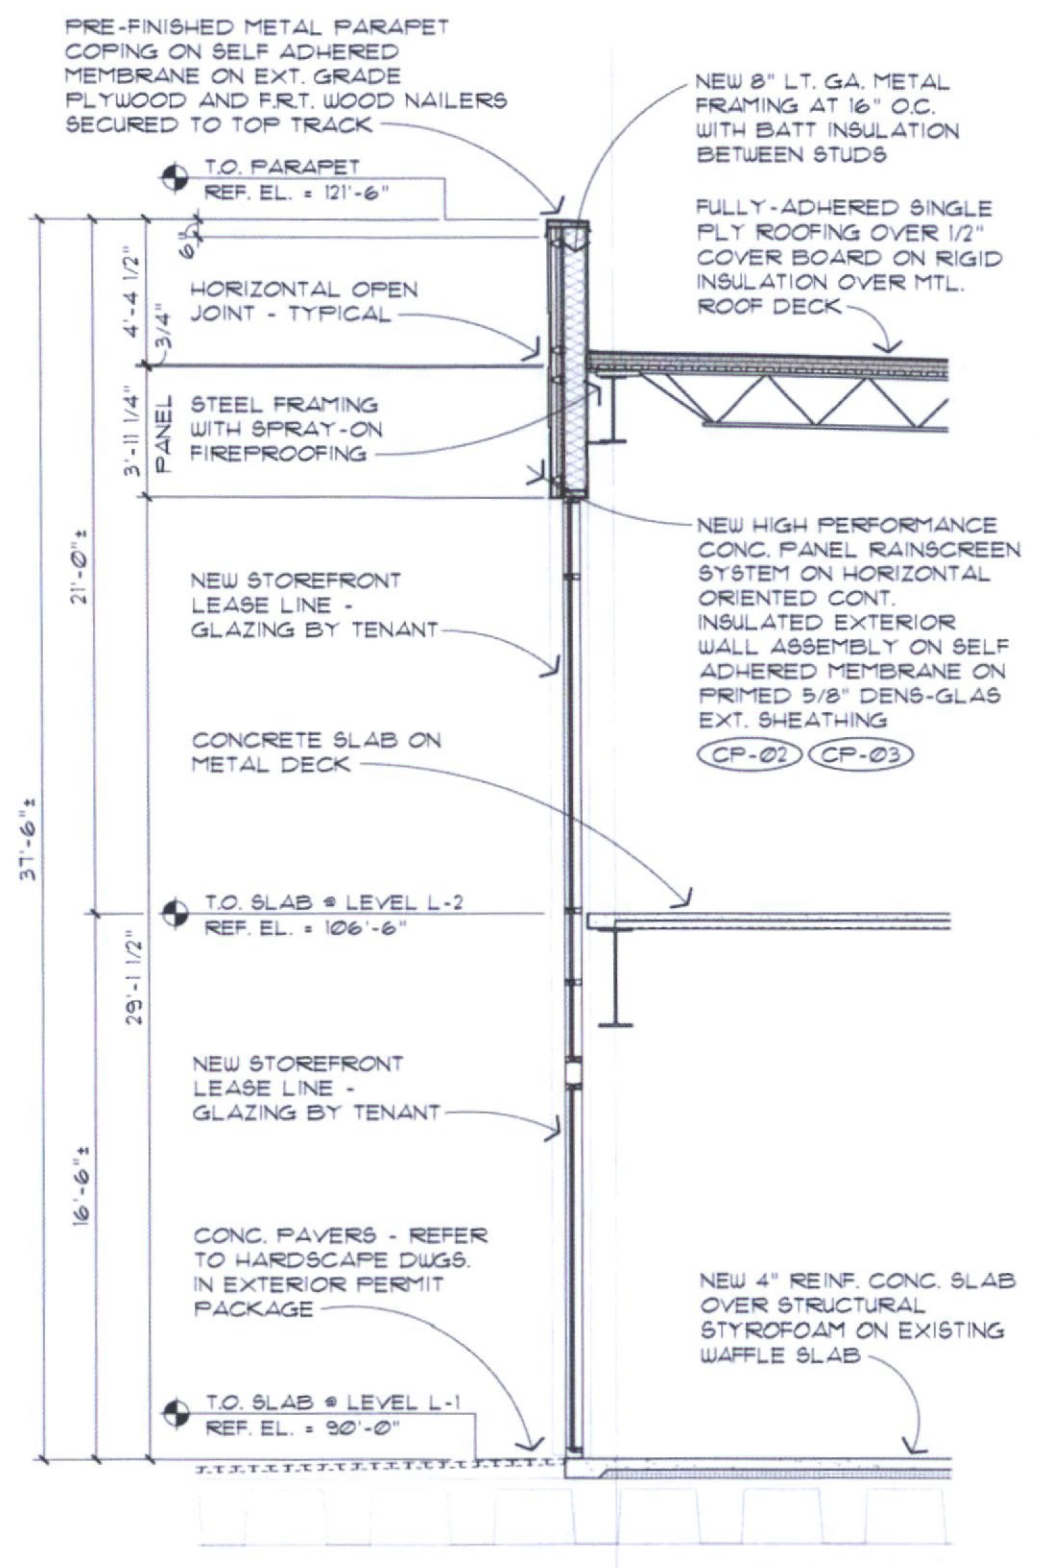 PRE-FINISHED METAL PARAPET
COPING ON SELF ADHERED
MEMBRANE ON EXT. GRADE
PLYWOOD AND F.R.T. WOOD NAILERS
SECURED TO TOP TRACK
NEW 8" LT. GA. METAL
FRAMING AT 16" O.C.
WITH BATT INSULATION
BETWEEN STUDS
T.O. PARAPET
REF. EL. = 121'-6"
FULLY-ADHERED SINGLE
PLY ROOFING OVER 1/2"
COVER BOARD ON RIGID
INSULATION OVER MTL.
ROOF DECK
6"
4'-4 1/2"
HORIZONTAL OPEN
JOINT - TYPICAL
3/4"
3'-11 1/4"
PANEL
STEEL FRAMING
WITH SPRAY-ON
FIREPROOFING
NEW HIGH PERFORMANCE
CONC. PANEL RAINSCREEN
SYSTEM ON HORIZONTAL
ORIENTED CONT.
INSULATED EXTERIOR
WALL ASSEMBLY ON SELF
ADHERED MEMBRANE ON
PRIMED 5/8" DENS-GLAS
EXT. SHEATHING
CP-02 CP-03
21'-0"±
NEW STOREFRONT
LEASE LINE -
GLAZING BY TENANT
CONCRETE SLAB ON
METAL DECK
37'-6"±
T.O. SLAB @ LEVEL L-2
REF. EL. = 106'-6"
29'-1 1/2"
NEW STOREFRONT
LEASE LINE -
GLAZING BY TENANT
16'-6"±
CONC. PAVERS - REFER
TO HARDSCAPE DWGS.
IN EXTERIOR PERMIT
PACKAGE
NEW 4" REINF. CONC. SLAB
OVER STRUCTURAL
STYROFOAM ON EXISTING
WAFFLE SLAB
T.O. SLAB @ LEVEL L-1
REF. EL. = 90'-0"